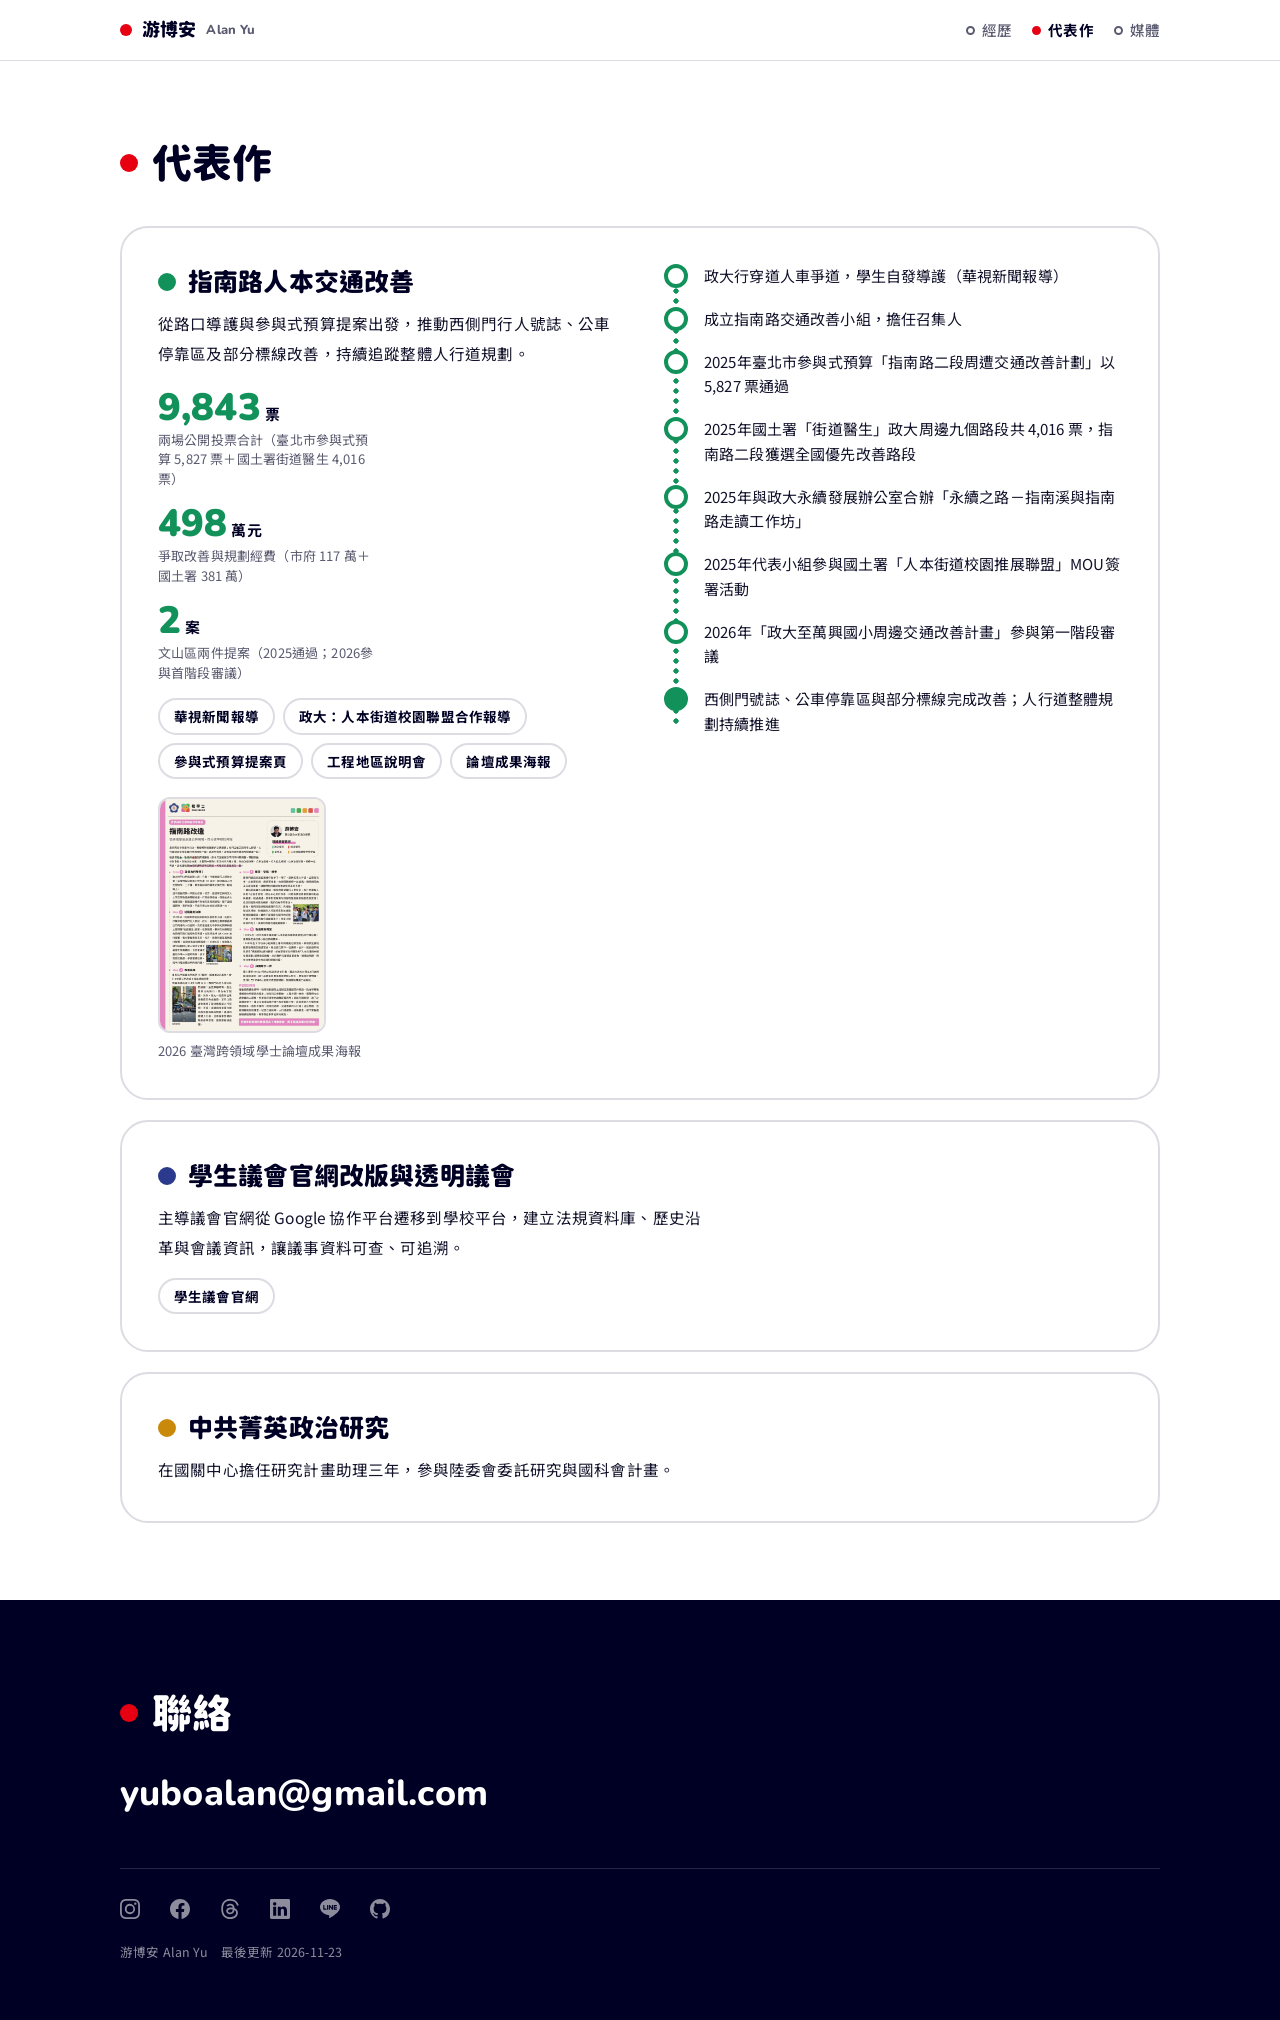 游博安 Alan Yu
經歷
代表作
媒體
代表作
指南路人本交通改善
從路口導護與參與式預算提案出發，推動西側門行人號誌、公車
停靠區及部分標線改善，持續追蹤整體人行道規劃。
9,843 票
兩場公開投票合計（臺北市參與式預
算 5,827 票＋國土署街道醫生 4,016
票）
498 萬元
爭取改善與規劃經費（市府 117 萬＋
國土署 381 萬）
2 案
文山區兩件提案（2025通過；2026參
與首階段審議）
華視新聞報導
政大：人本街道校園聯盟合作報導
參與式預算提案頁
工程地區說明會
論壇成果海報
指南路改造
2026 臺灣跨領域學士論壇成果海報
政大行穿道人車爭道，學生自發導護（華視新聞報導）
成立指南路交通改善小組，擔任召集人
2025年臺北市參與式預算「指南路二段周遭交通改善計劃」以
5,827 票通過
2025年國土署「街道醫生」政大周邊九個路段共 4,016 票，指
南路二段獲選全國優先改善路段
2025年與政大永續發展辦公室合辦「永續之路－指南溪與指南
路走讀工作坊」
2025年代表小組參與國土署「人本街道校園推展聯盟」MOU簽
署活動
2026年「政大至萬興國小周邊交通改善計畫」參與第一階段審
議
西側門號誌、公車停靠區與部分標線完成改善；人行道整體規
劃持續推進
學生議會官網改版與透明議會
主導議會官網從 Google 協作平台遷移到學校平台，建立法規資料庫、歷史沿
革與會議資訊，讓議事資料可查、可追溯。
學生議會官網
中共菁英政治研究
在國關中心擔任研究計畫助理三年，參與陸委會委託研究與國科會計畫。
聯絡
yuboalan@gmail.com
游博安 Alan Yu　最後更新 2026-11-23